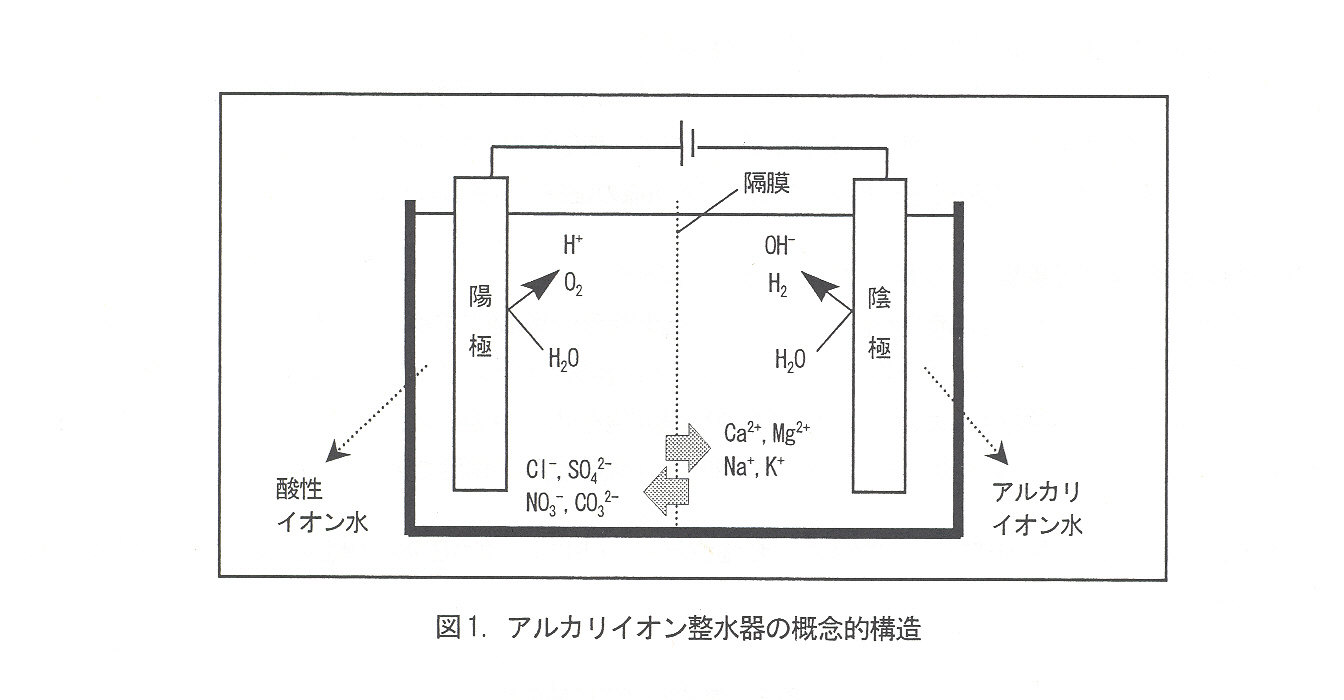 隔膜
H⁺
O₂
H₂O
陽極
OH⁻
H₂
H₂O
陰極
Ca²⁺, Mg²⁺
Na⁺, K⁺
Cl⁻, SO₄²⁻
NO₃⁻, CO₃²⁻
酸性
イオン水
アルカリ
イオン水
図1. アルカリイオン整水器の概念的構造